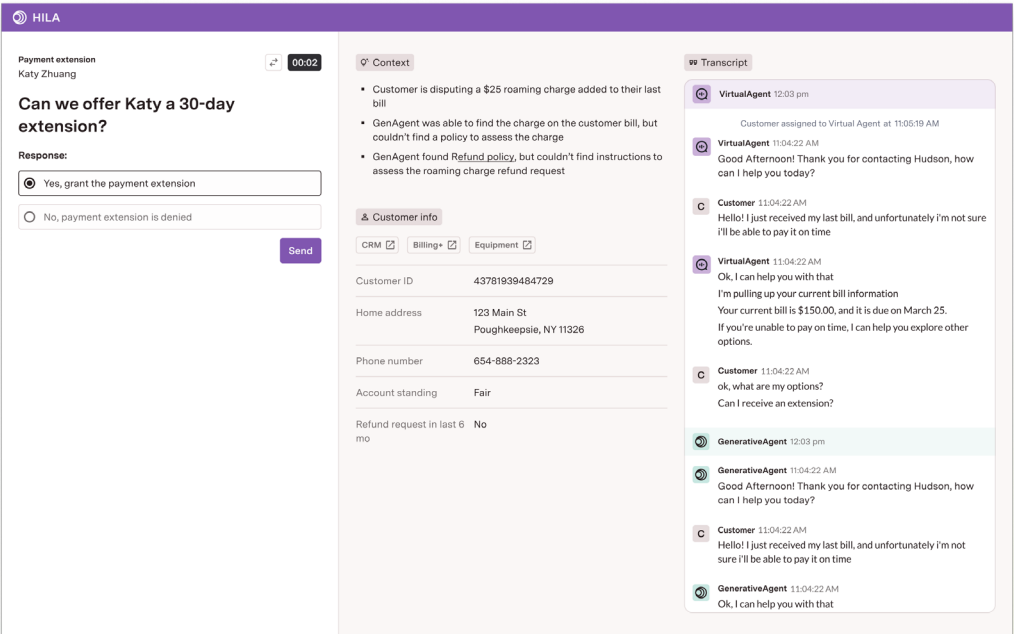 HILA
Payment extension
Katy Zhuang
00:02
Can we offer Katy a 30-day
extension?
Response:
Yes, grant the payment extension
No, payment extension is denied
Send
Context
Customer is disputing a $25 roaming charge added to their last
bill
GenAgent was able to find the charge on the customer bill, but
couldn't find a policy to assess the charge
GenAgent found Refund policy, but couldn't find instructions to
assess the roaming charge refund request
Customer info
CRM
Billing+
Equipment
Customer ID 43781939484729
Home address 123 Main St
Poughkeepsie, NY 11326
Phone number 654-888-2323
Account standing Fair
Refund request in last 6 No
mo
Transcript
VirtualAgent 12:03 pm
Customer assigned to Virtual Agent at 11:05:19 AM
VirtualAgent 11:04:22 AM
Good Afternoon! Thank you for contacting Hudson, how
can I help you today?
C
Customer 11:04:22 AM
Hello! I just received my last bill, and unfortunately i'm not sure
i'll be able to pay it on time
VirtualAgent 11:04:22 AM
Ok, I can help you with that
I'm pulling up your current bill information
Your current bill is $150.00, and it is due on March 25.
If you're unable to pay on time, I can help you explore other
options.
C
Customer 11:04:22 AM
ok, what are my options?
Can I receive an extension?
GenerativeAgent 12:03 pm
GenerativeAgent 11:04:22 AM
Good Afternoon! Thank you for contacting Hudson, how
can I help you today?
C
Customer 11:04:22 AM
Hello! I just received my last bill, and unfortunately i'm not
sure i'll be able to pay it on time
GenerativeAgent 11:04:22 AM
Ok, I can help you with that